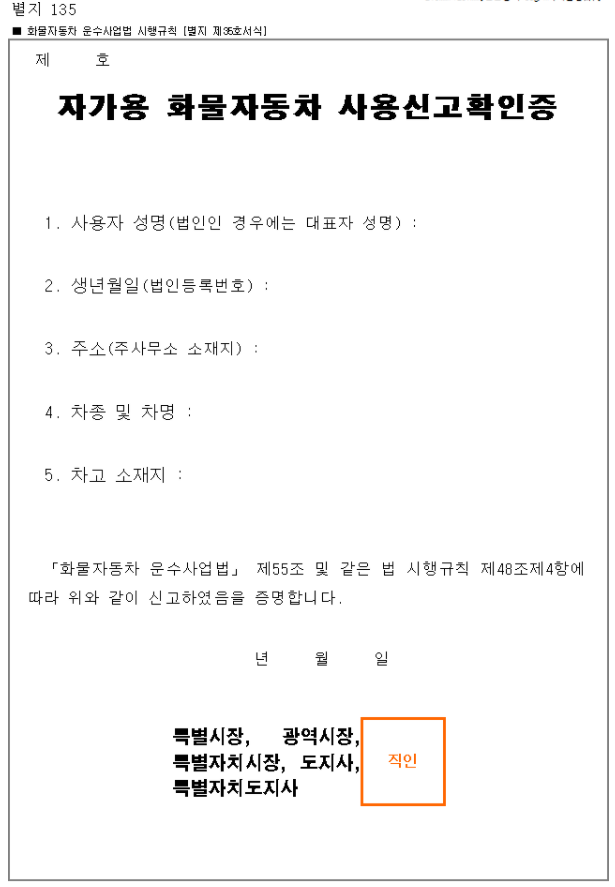 별지 135
■ 화물자동차 운수사업법 시행규칙 [별지 제36호서식]
제 호
자가용 화물자동차 사용신고확인증
1. 사용자 성명(법인인 경우에는 대표자 성명) :
2. 생년월일(법인등록번호) :
3. 주소(주사무소 소재지) :
4. 차종 및 차명 :
5. 차고 소재지 :
「화물자동차 운수사업법」 제55조 및 같은 법 시행규칙 제48조제4항에
따라 위와 같이 신고하였음을 증명합니다.
년 월 일
특별시장, 광역시장,
특별자치시장, 도지사,
특별자치도지사
직인